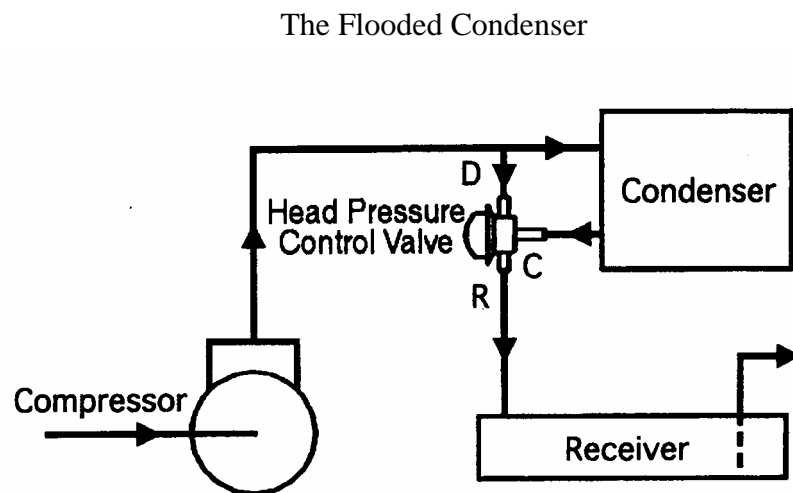 The Flooded Condenser
D
Condenser
Head Pressure
Control Valve
C
R
Compressor
Receiver